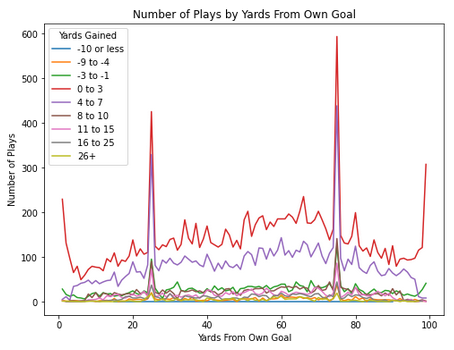 Number of Plays by Yards From Own Goal
Yards Gained
-10 or less
-9 to -4
-3 to -1
0 to 3
4 to 7
8 to 10
11 to 15
16 to 25
26+
600
500
400
300
200
100
0
Number of Plays
0
20
40
60
80
100
Yards From Own Goal